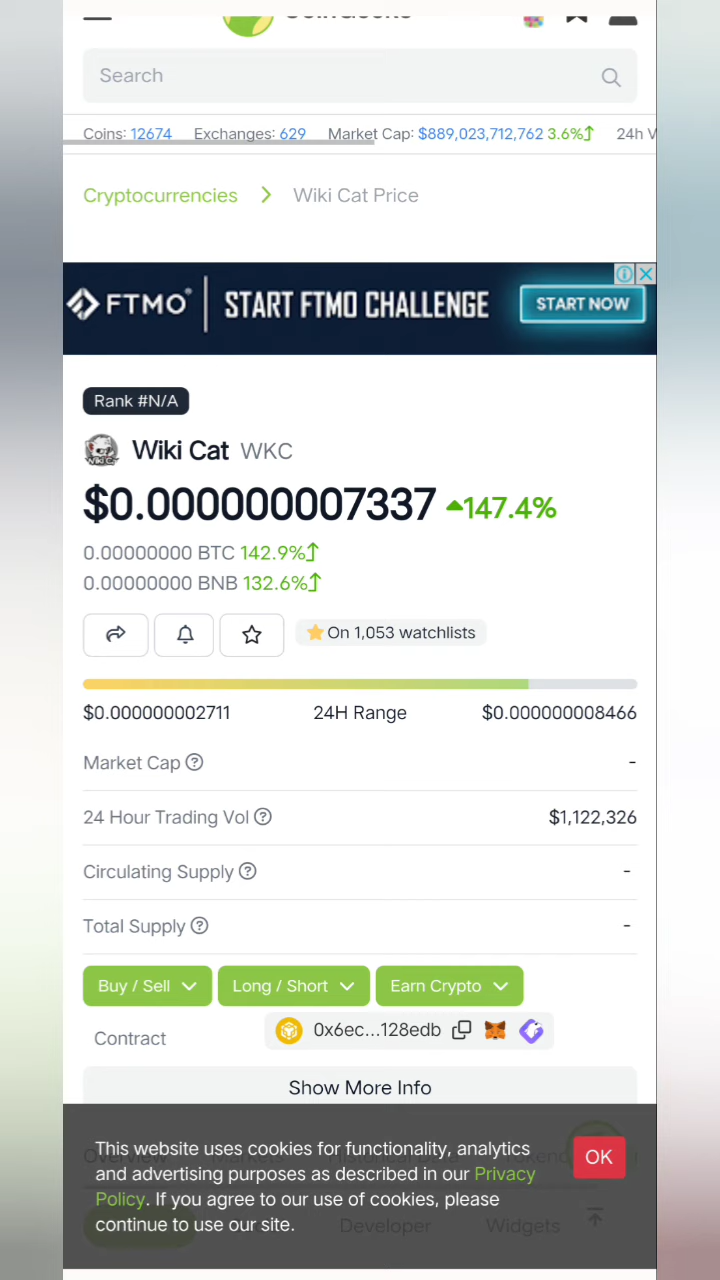 Search
Coins: 12674 Exchanges: 629 Market Cap: $889,023,712,762 3.6% 24h V
Cryptocurrencies > Wiki Cat Price
FTMO® | START FTMO CHALLENGE START NOW
Rank #N/A
WKC Wiki Cat WKC
$0.000000007337 147.4%
0.00000000 BTC 142.9%
0.00000000 BNB 132.6%
On 1,053 watchlists
$0.000000002711 24H Range $0.000000008466
Market Cap ? -
24 Hour Trading Vol ? $1,122,326
Circulating Supply ? -
Total Supply ? -
Buy / Sell Long / Short Earn Crypto
Contract 0x6ec...128edb
Show More Info
This website uses cookies for functionality, analytics
and advertising purposes as described in our Privacy
Policy. If you agree to our use of cookies, please
continue to use our site.
OK
Overview
Developer Widgets